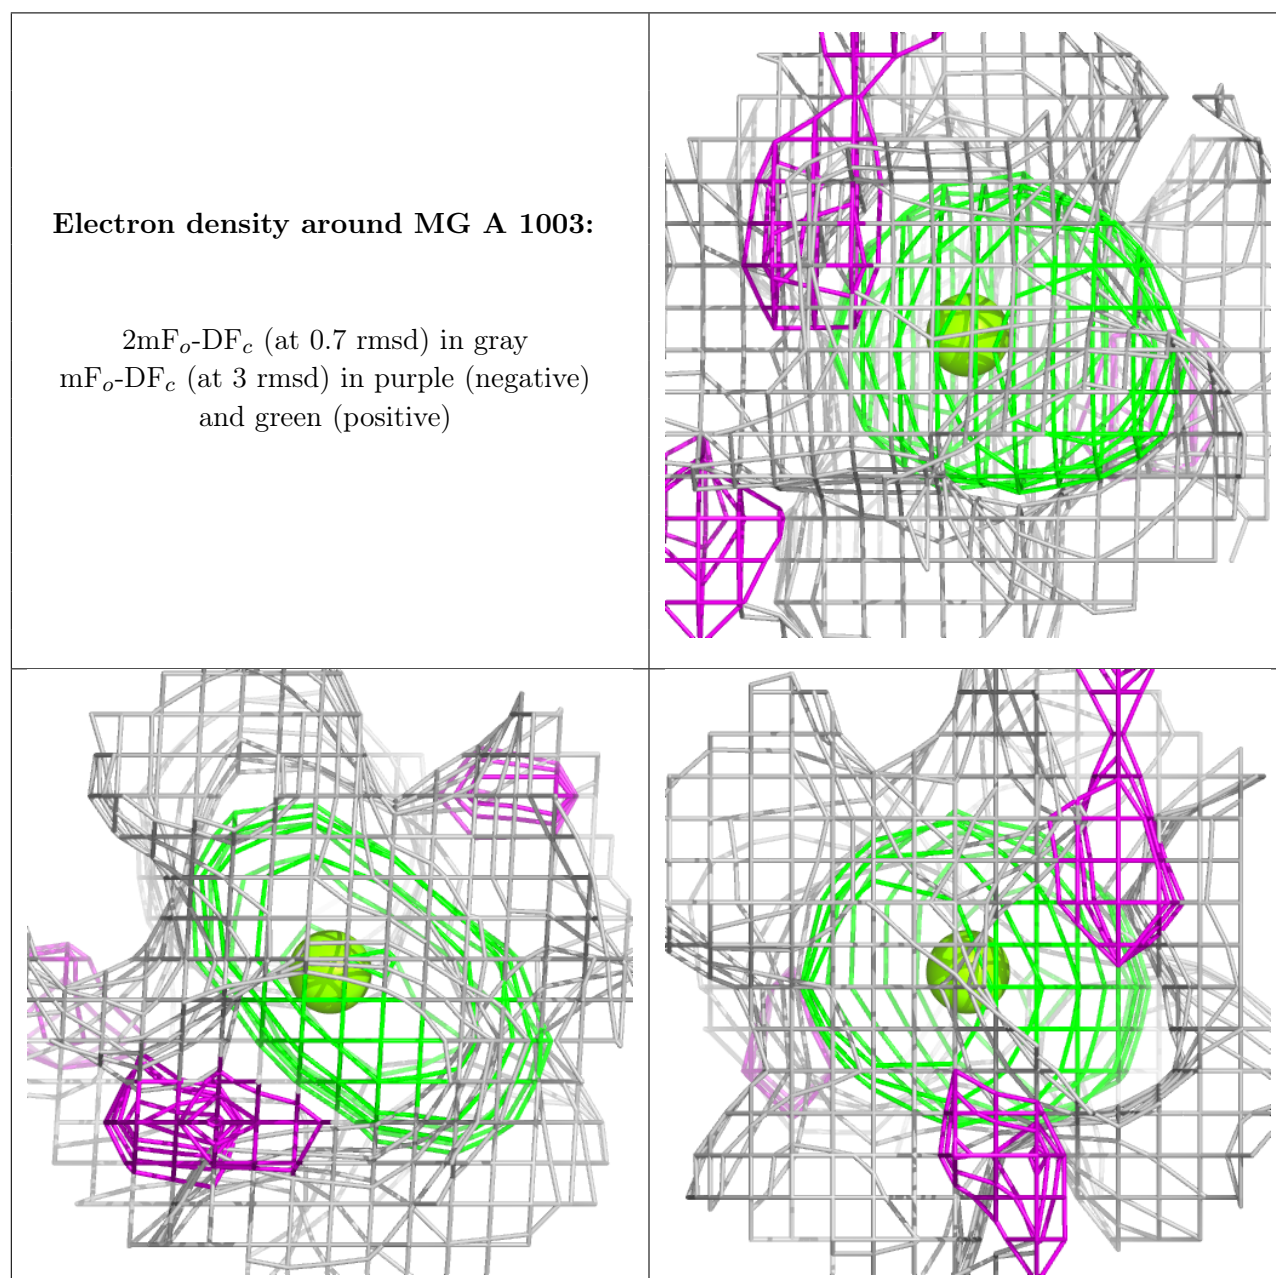 Electron density around MG A 1003:
2mFₒ-DF𝑐 (at 0.7 rmsd) in gray
mFₒ-DF𝑐 (at 3 rmsd) in purple (negative)
and green (positive)